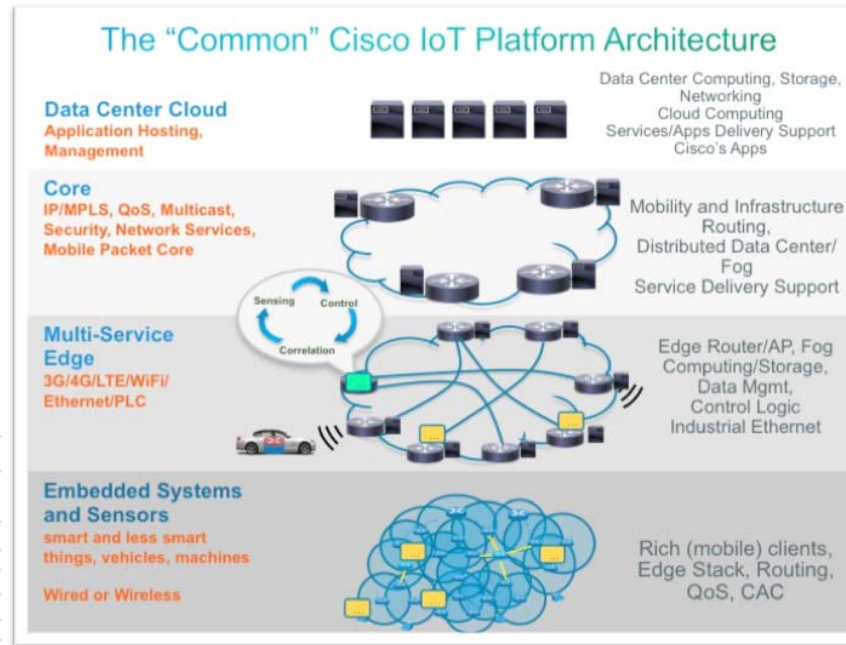 The “Common” Cisco IoT Platform Architecture
Data Center Cloud
Application Hosting,
Management
Data Center Computing, Storage,
Networking
Cloud Computing
Services/Apps Delivery Support
Cisco's Apps
Core
IP/MPLS, QoS, Multicast,
Security, Network Services,
Mobile Packet Core
Mobility and Infrastructure
Routing,
Distributed Data Center/
Fog
Service Delivery Support
Sensing
Control
Correlation
Multi-Service
Edge
3G/4G/LTE/WiFi/
Ethernet/PLC
Edge Router/AP, Fog
Computing/Storage,
Data Mgmt,
Control Logic
Industrial Ethernet
...
...
Embedded Systems
and Sensors
smart and less smart
things, vehicles, machines
Wired or Wireless
...
...
...
...
Rich (mobile) clients,
Edge Stack, Routing,
QoS, CAC